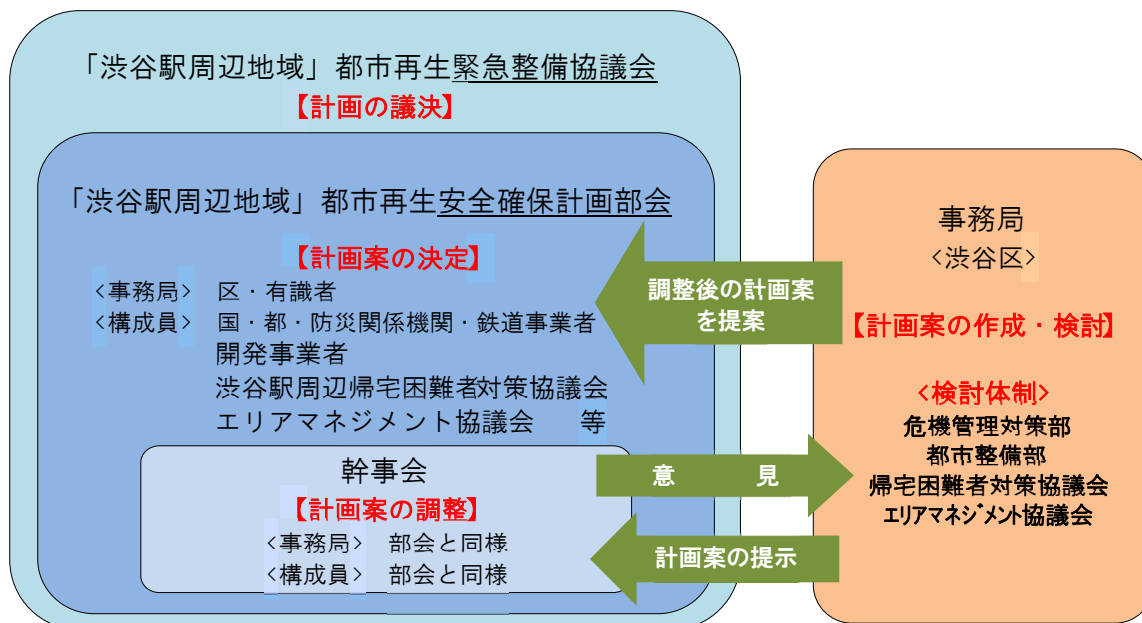 「渋谷駅周辺地域」都市再生緊急整備協議会
【計画の議決】
「渋谷駅周辺地域」都市再生安全確保計画部会
【計画案の決定】
<事務局> 区・有識者
<構成員> 国・都・防災関係機関・鉄道事業者
開発事業者
渋谷駅周辺帰宅困難者対策協議会
エリアマネジメント協議会 等
幹事会
【計画案の調整】
<事務局> 部会と同様
<構成員> 部会と同様
調整後の計画案
を提案
意 見
計画案の提示
事務局
<渋谷区>
【計画案の作成・検討】
<検討体制>
危機管理対策部
都市整備部
帰宅困難者対策協議会
エリアマネジメント協議会